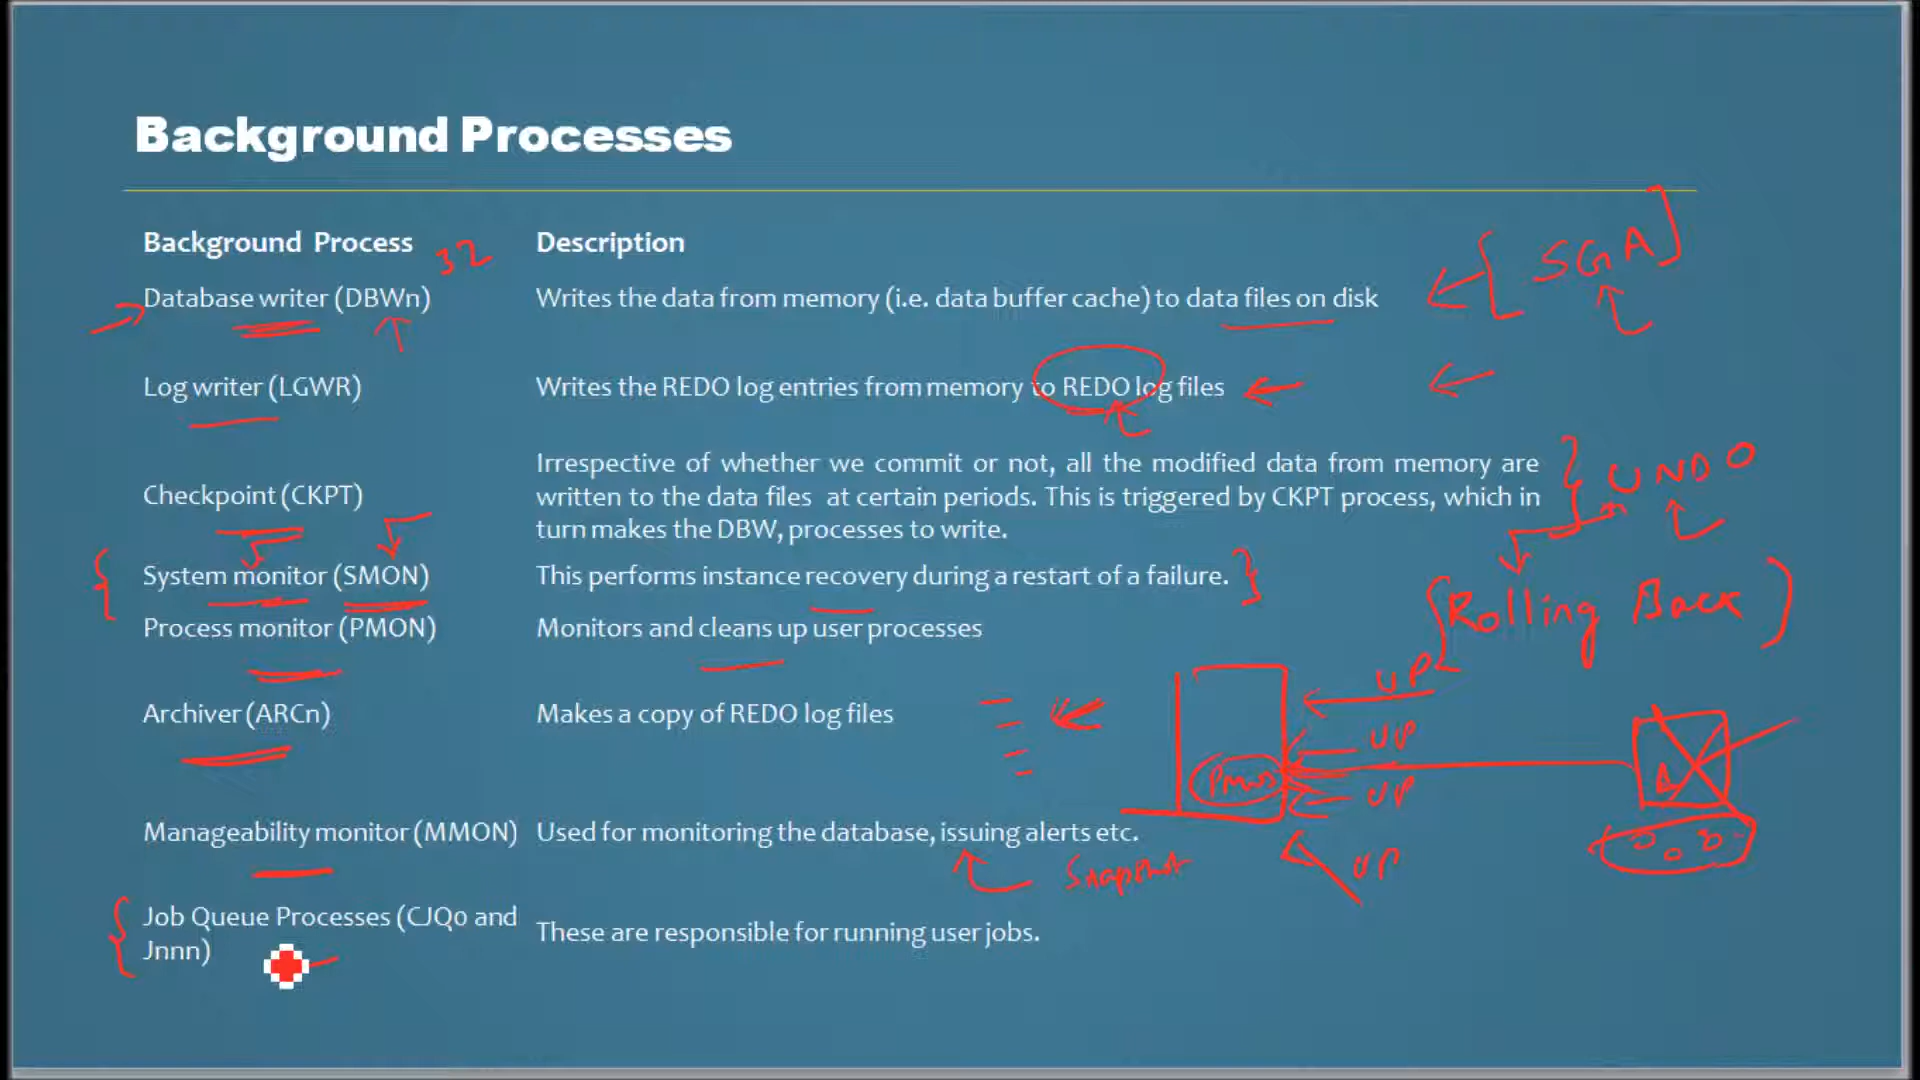 Background Processes
Background Process
Description
32
SGA
Database writer (DBWn)
Writes the data from memory (i.e. data buffer cache) to data files on disk
Log writer (LGWR)
Writes the REDO log entries from memory to REDO log files
Checkpoint (CKPT)
Irrespective of whether we commit or not, all the modified data from memory are
written to the data files at certain periods. This is triggered by CKPT process, which in
turn makes the DBW, processes to write.
UNDO
System monitor (SMON)
This performs instance recovery during a restart of a failure.
Rolling Back
Process monitor (PMON)
Monitors and cleans up user processes
UP
Archiver (ARCn)
Makes a copy of REDO log files
UP
PMON
A
UP
Manageability monitor (MMON)
Used for monitoring the database, issuing alerts etc.
Snapshot
UP
Job Queue Processes (CJQ0 and
Jnnn)
These are responsible for running user jobs.